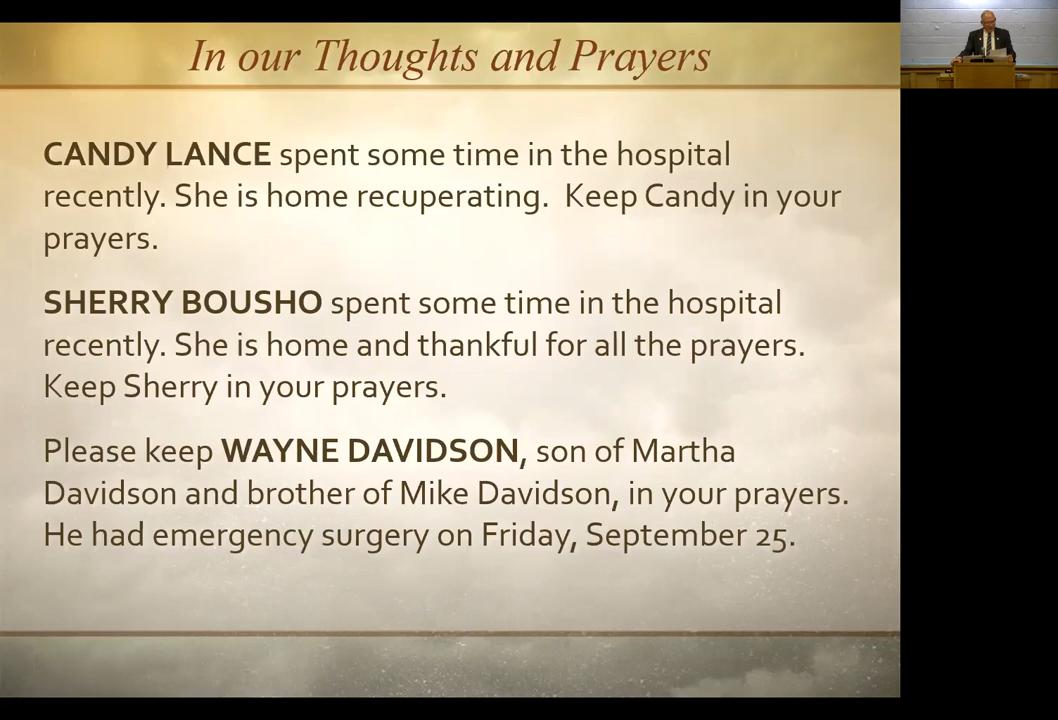 In our Thoughts and Prayers
CANDY LANCE spent some time in the hospital
recently. She is home recuperating.  Keep Candy in your
prayers.
SHERRY BOUSHO spent some time in the hospital
recently. She is home and thankful for all the prayers.
Keep Sherry in your prayers.
Please keep WAYNE DAVIDSON, son of Martha
Davidson and brother of Mike Davidson, in your prayers.
He had emergency surgery on Friday, September 25.